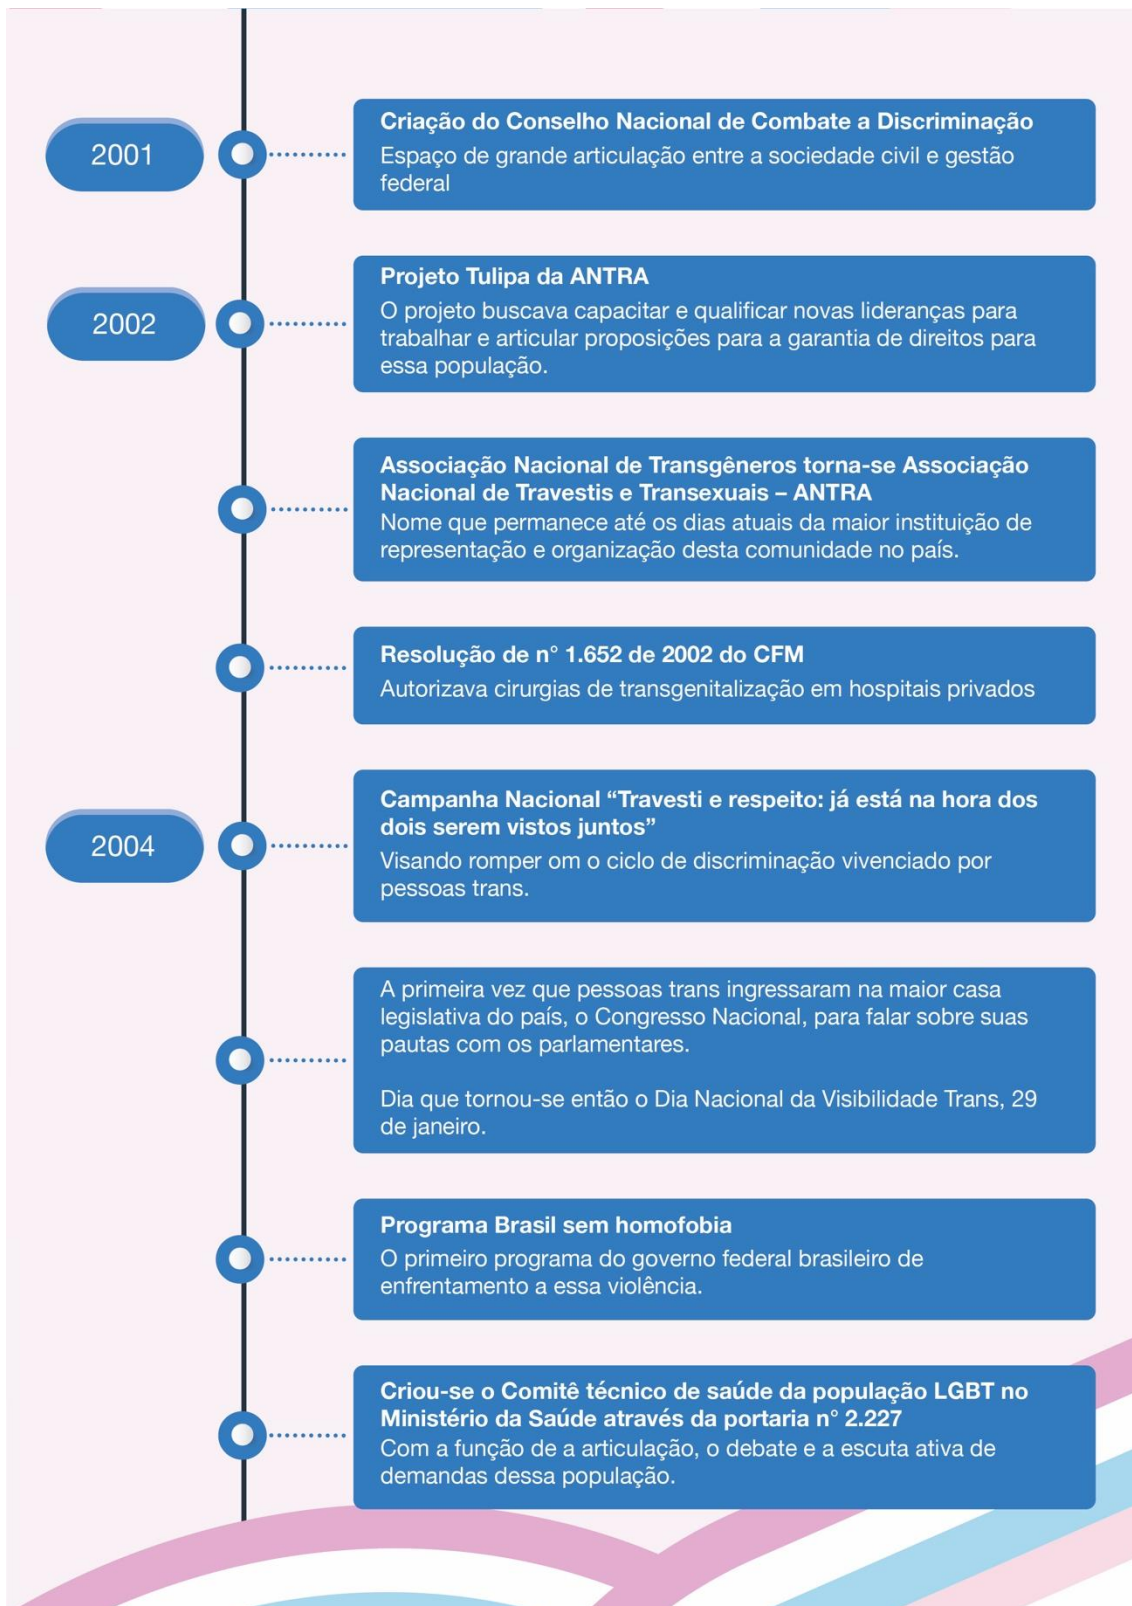 2001
Criação do Conselho Nacional de Combate a Discriminação
Espaço de grande articulação entre a sociedade civil e gestão
federal
2002
Projeto Tulipa da ANTRA
O projeto buscava capacitar e qualificar novas lideranças para
trabalhar e articular proposições para a garantia de direitos para
essa população.
Associação Nacional de Transgêneros torna-se Associação
Nacional de Travestis e Transexuais – ANTRA
Nome que permanece até os dias atuais da maior instituição de
representação e organização desta comunidade no país.
Resolução de n° 1.652 de 2002 do CFM
Autorizava cirurgias de transgenitalização em hospitais privados
2004
Campanha Nacional “Travesti e respeito: já está na hora dos
dois serem vistos juntos”
Visando romper om o ciclo de discriminação vivenciado por
pessoas trans.
A primeira vez que pessoas trans ingressaram na maior casa
legislativa do país, o Congresso Nacional, para falar sobre suas
pautas com os parlamentares.
Dia que tornou-se então o Dia Nacional da Visibilidade Trans, 29
de janeiro.
Programa Brasil sem homofobia
O primeiro programa do governo federal brasileiro de
enfrentamento a essa violência.
Criou-se o Comitê técnico de saúde da população LGBT no
Ministério da Saúde através da portaria n° 2.227
Com a função de a articulação, o debate e a escuta ativa de
demandas dessa população.